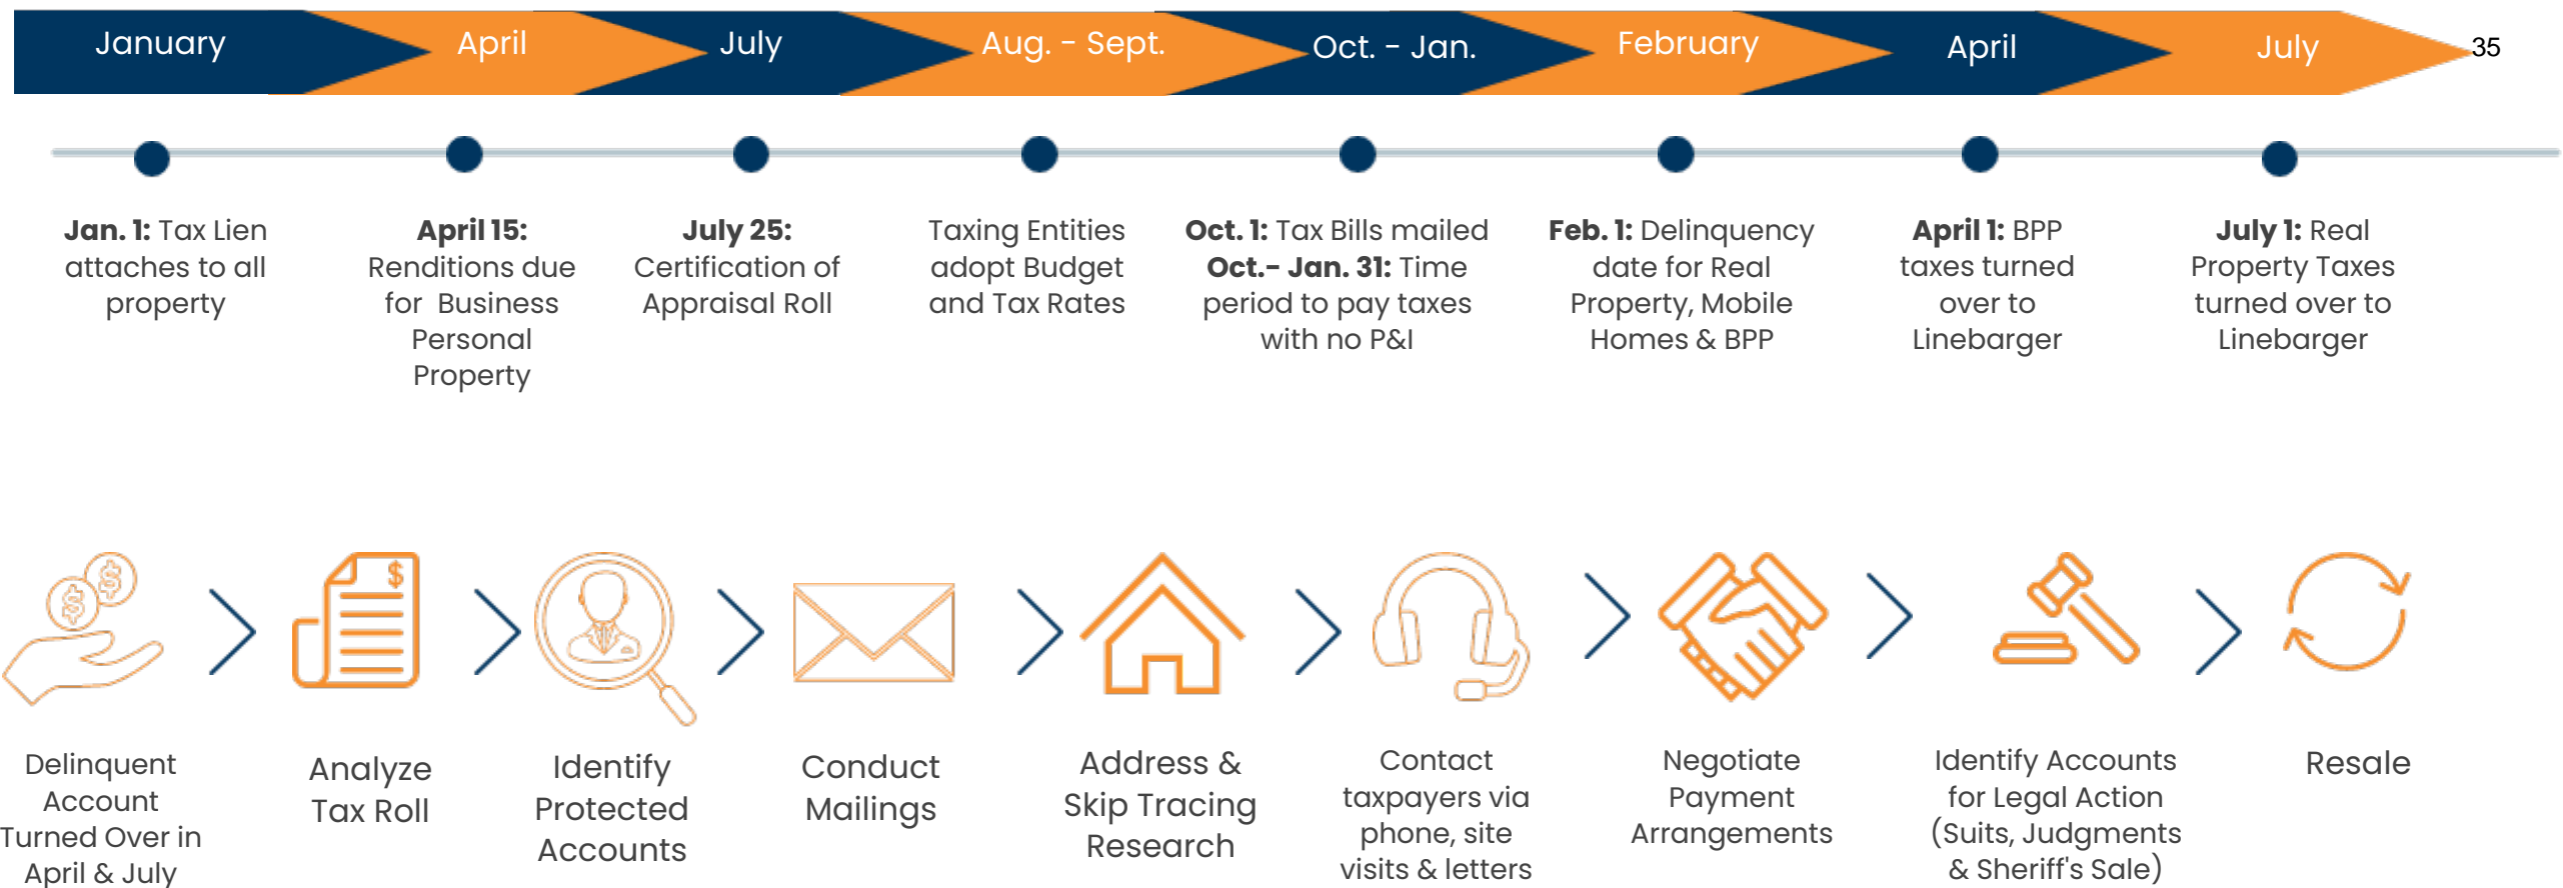 January
April
July
Aug. - Sept.
Oct. - Jan.
February
April
July
35
Jan. 1: Tax Lien
attaches to all
property
April 15:
Renditions due
for Business
Personal
Property
July 25:
Certification of
Appraisal Roll
Taxing Entities
adopt Budget
and Tax Rates
Oct. 1: Tax Bills mailed
Oct.- Jan. 31: Time
period to pay taxes
with no P&I
Feb. 1: Delinquency
date for Real
Property, Mobile
Homes & BPP
April 1: BPP
taxes turned
over to
Linebarger
July 1: Real
Property Taxes
turned over to
Linebarger
$
$
$
Delinquent
Account
Turned Over in
April & July
Analyze
Tax Roll
Identify
Protected
Accounts
Conduct
Mailings
Address &
Skip Tracing
Research
Contact
taxpayers via
phone, site
visits & letters
Negotiate
Payment
Arrangements
Identify Accounts
for Legal Action
(Suits, Judgments
& Sheriff's Sale)
Resale